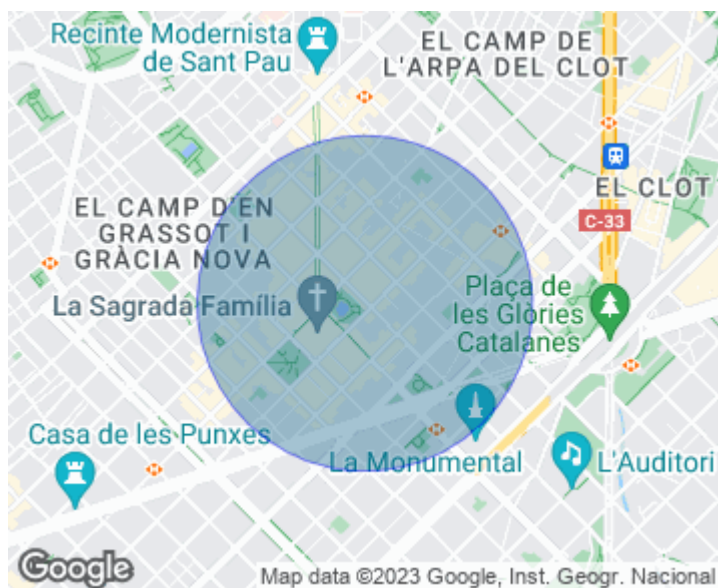 Recinte Modernista
de Sant Pau
EL CAMP DE
L'ARPA DEL CLOT
EL CLOT
C-33
EL CAMP D'EN
GRASSOT I
GRÀCIA NOVA
La Sagrada Família
Plaça de
les Glòries
Catalanes
Casa de les Punxes
La Monumental
L'Auditori
Google
Map data ©2023 Google, Inst. Geogr. Nacional